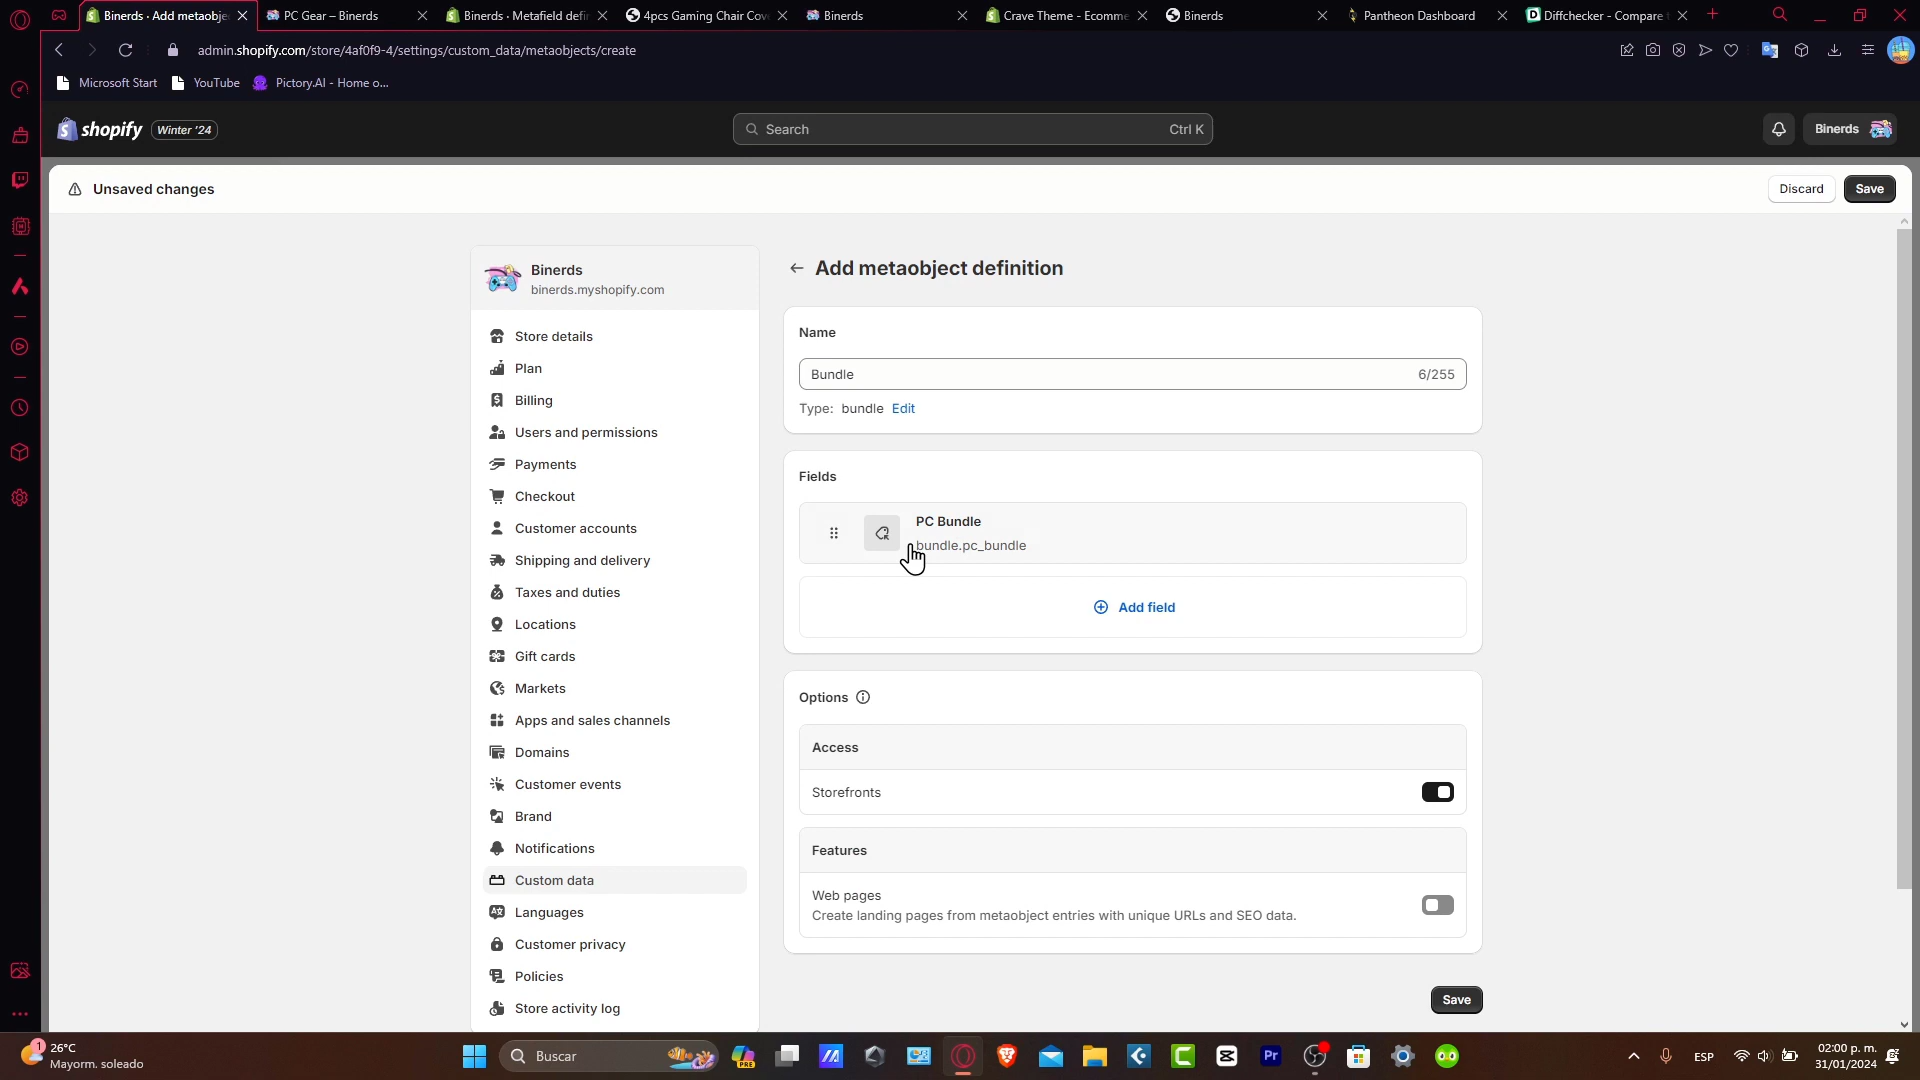 Binerds · Add metaobje
PC Gear – Binerds
Binerds · Metafield defin
4pcs Gaming Chair Cov
Binerds
Crave Theme - Ecomme
Binerds
Pantheon Dashboard
Diffchecker - Compare t
admin.shopify.com/store/4af0f9-4/settings/custom_data/metaobjects/create
Microsoft Start
YouTube
Pictory.AI - Home o...
shopify
Winter '24
Search
Ctrl K
Binerds
Unsaved changes
Discard
Save
Binerds
binerds.myshopify.com
Store details
Plan
Billing
Users and permissions
Payments
Checkout
Customer accounts
Shipping and delivery
Taxes and duties
Locations
Gift cards
Markets
Apps and sales channels
Domains
Customer events
Brand
Notifications
Custom data
Languages
Customer privacy
Policies
Store activity log
Add metaobject definition
Name
Bundle
6/255
Type: bundle Edit
Fields
PC Bundle
bundle.pc_bundle
Add field
Options
Access
Storefronts
Features
Web pages
Create landing pages from metaobject entries with unique URLs and SEO data.
Save
1
26°C
Mayorm. soleado
Buscar
PRE
Pr
ESP
02:00 p. m.
31/01/2024